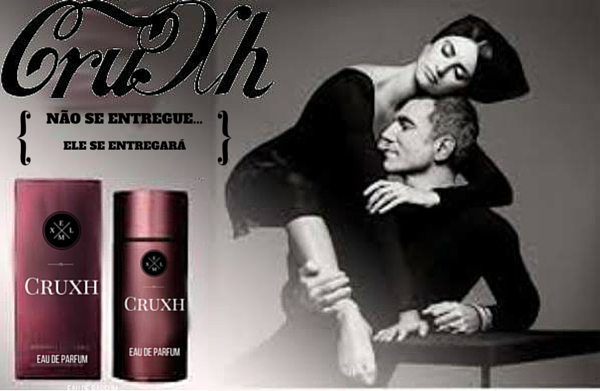 CruXh
NÃO SE ENTREGUE...
ELE SE ENTREGARÁ
E
X L
M
CRUXH
EAU DE PARFUM
E
X L
M
CRUXH
EAU DE PARFUM